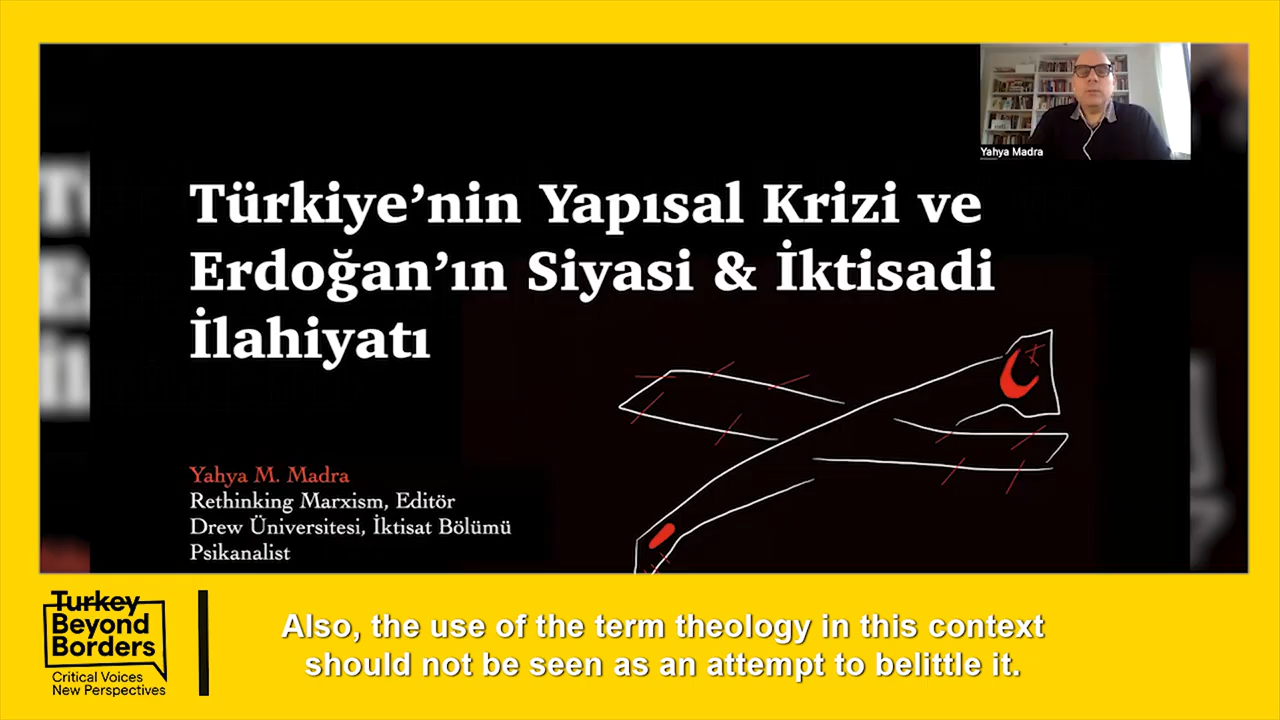 Yahya Madra
Türkiye’nin Yapısal Krizi ve
Erdoğan’ın Siyasi & İktisadi
İlahiyatı
Yahya M. Madra
Rethinking Marxism, Editör
Drew Üniversitesi, İktisat Bölümü
Psikanalist
Turkey
Beyond
Borders
Critical Voices
New Perspectives
Also, the use of the term theology in this context
should not be seen as an attempt to belittle it.